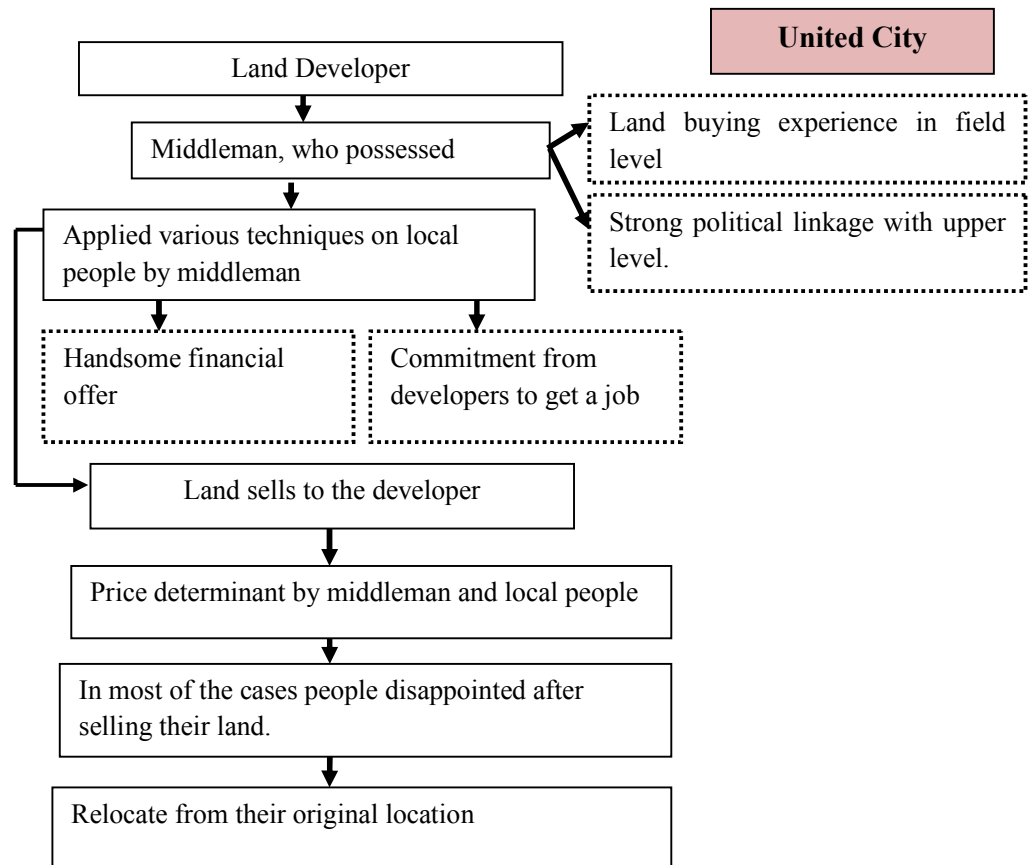 United City
Land Developer
Middleman, who possessed
Land buying experience in field
level
Strong political linkage with upper
level.
Applied various techniques on local
people by middleman
Handsome financial
offer
Commitment from
developers to get a job
Land sells to the developer
Price determinant by middleman and local people
In most of the cases people disappointed after
selling their land.
Relocate from their original location